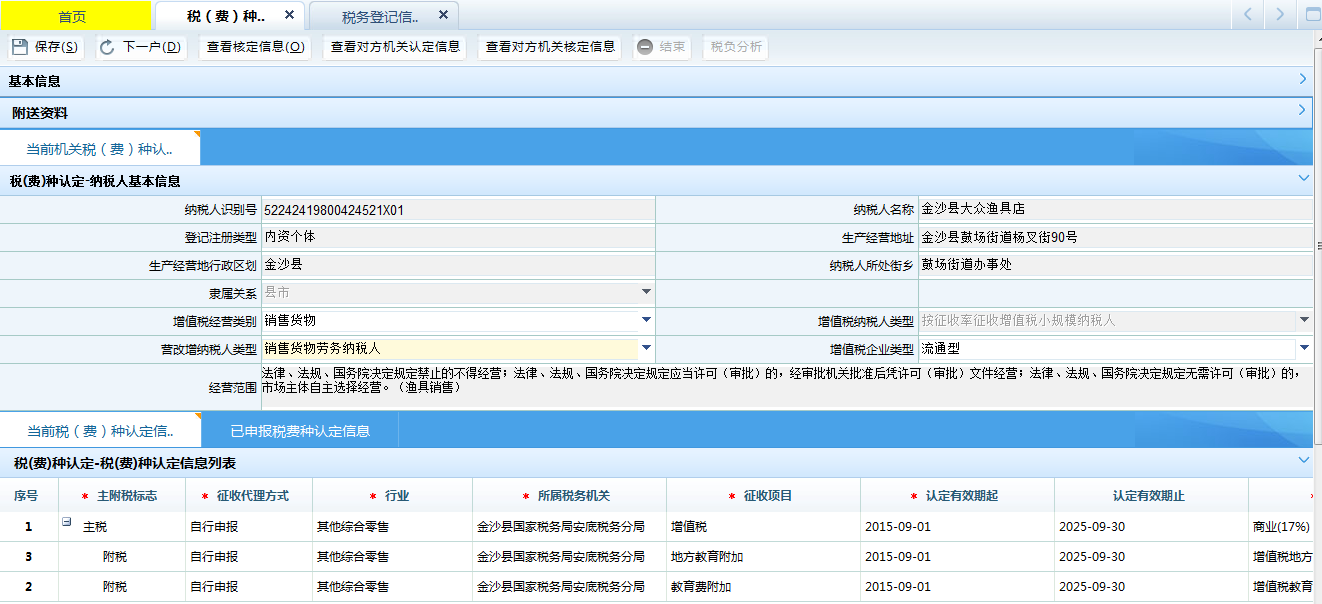 首页 税（费）种.. × 税务登记信.. ×
保存(S) 下一户(D) 查看核定信息(O) 查看对方机关认定信息 查看对方机关核定信息 结束 税负分析
基本信息
附送资料
当前机关税（费）种认..
税(费)种认定-纳税人基本信息
纳税人识别号 52242419800424521X01 纳税人名称 金沙县大众渔具店
登记注册类型 内资个体 生产经营地址 金沙县鼓场街道杨叉街90号
生产经营地行政区划 金沙县 纳税人所处街乡 鼓场街道办事处
隶属关系 县市
增值税经营类别 销售货物 增值税纳税人类型 按征收率征收增值税小规模纳税人
营改增纳税人类型 销售货物劳务纳税人 增值税企业类型 流通型
经营范围 法律、法规、国务院决定规定禁止的不得经营；法律、法规、国务院决定规定应当许可（审批）的，经审批机关批准后凭许可（审批）文件经营；法律、法规、国务院决定规定无需许可（审批）的，
市场主体自主选择经营。（渔具销售）
当前税（费）种认定信.. 已申报税费种认定信息
税(费)种认定-税(费)种认定信息列表
序号 * 主附税标志 * 征收代理方式 * 行业 * 所属税务机关 * 征收项目 * 认定有效期起 认定有效期止 *
1 主税 自行申报 其他综合零售 金沙县国家税务局安底税务分局 增值税 2015-09-01 2025-09-30 商业(17%)
3 附税 自行申报 其他综合零售 金沙县国家税务局安底税务分局 地方教育附加 2015-09-01 2025-09-30 增值税地方
2 附税 自行申报 其他综合零售 金沙县国家税务局安底税务分局 教育费附加 2015-09-01 2025-09-30 增值税教育